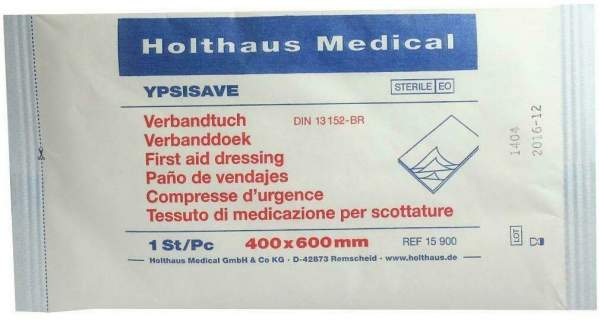 Holthaus Medical
YPSISAVE
STERILE EO
Verbandtuch DIN 13 152-BR
Verbanddoek
First aid dressing
Paño de vendajes
Compresse d'urgence
Tessuto di medicazione per scottature
1 St/Pc 400x600mm REF 15 900
Holthaus Medical GmbH & Co KG · D-42873 Remscheid · www.holthaus.de
1404
2016-12
LOT